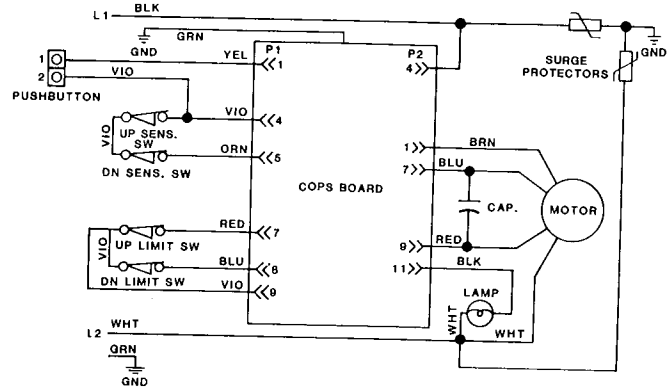 L1 BLK
GND GRN
GND
SURGE
PROTECTORS
1 YEL P1 1
2 VIO
PUSHBUTTON
P2
4
VIO UP SENS. SW VIO 4
DN SENS. SW ORN 5
COPS BOARD
1 BRN
7 BLU
CAP. MOTOR
UP LIMIT SW RED 7
9 RED
VIO DN LIMIT SW BLU 8
VIO 9
11 BLK
LAMP
WHT WHT
L2 WHT
GRN
GND